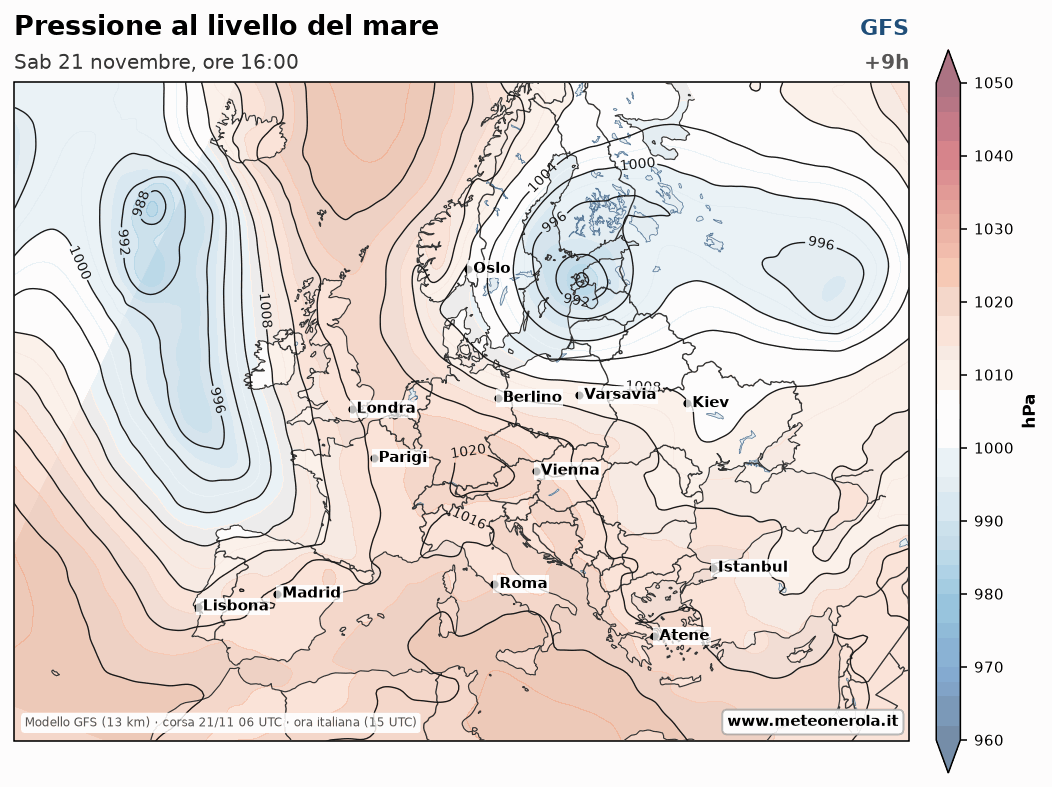 Pressione al livello del mare
GFS
Sab 21 novembre, ore 16:00
+9h
1050
1040
1030
1020
1010
1000
990
980
970
960
hPa
1000
1004
988
996
992
996
1000
Oslo
992
1008
1008
996
Berlino
Varsavia
Kiev
Londra
1020
Parigi
Vienna
1016
Istanbul
Roma
Madrid
Lisbona
Atene
Modello GFS (13 km) · corsa 21/11 06 UTC · ora italiana (15 UTC)
www.meteonerola.it